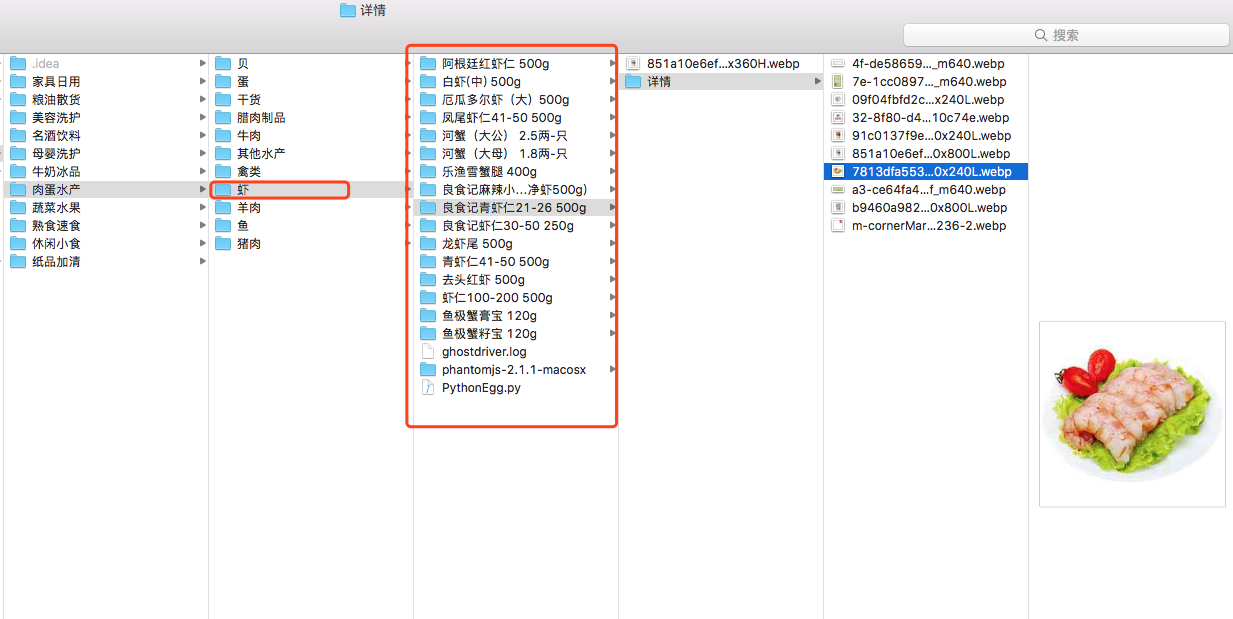 详情
搜索
.idea
家具日用
粮油散货
美容洗护
名酒饮料
母婴洗护
牛奶冰品
肉蛋水产
蔬菜水果
熟食速食
休闲小食
纸品加清
贝
蛋
干货
腊肉制品
牛肉
其他水产
禽类
虾
羊肉
鱼
猪肉
阿根廷红虾仁 500g
白虾(中) 500g
厄瓜多尔虾（大）500g
凤尾虾仁41-50 500g
河蟹（大公） 2.5两-只
河蟹（大母） 1.8两-只
乐渔雪蟹腿 400g
良食记麻辣小...净虾500g)
良食记青虾仁21-26 500g
良食记虾仁30-50 250g
龙虾尾 500g
青虾仁41-50 500g
去头红虾 500g
虾仁100-200 500g
鱼极蟹膏宝 120g
鱼极蟹籽宝 120g
ghostdriver.log
phantomjs-2.1.1-macosx
PythonEgg.py
851a10e6ef...x360H.webp
详情
4f-de58659..._m640.webp
7e-1cc0897..._m640.webp
09f04fbfd2c...x240L.webp
32-8f80-d4...10c74e.webp
91c0137f9e...0x240L.webp
851a10e6ef...0x800L.webp
7813dfa553...0x240L.webp
a3-ce64fa4...f_m640.webp
b9460a982...0x800L.webp
m-cornerMar...236-2.webp